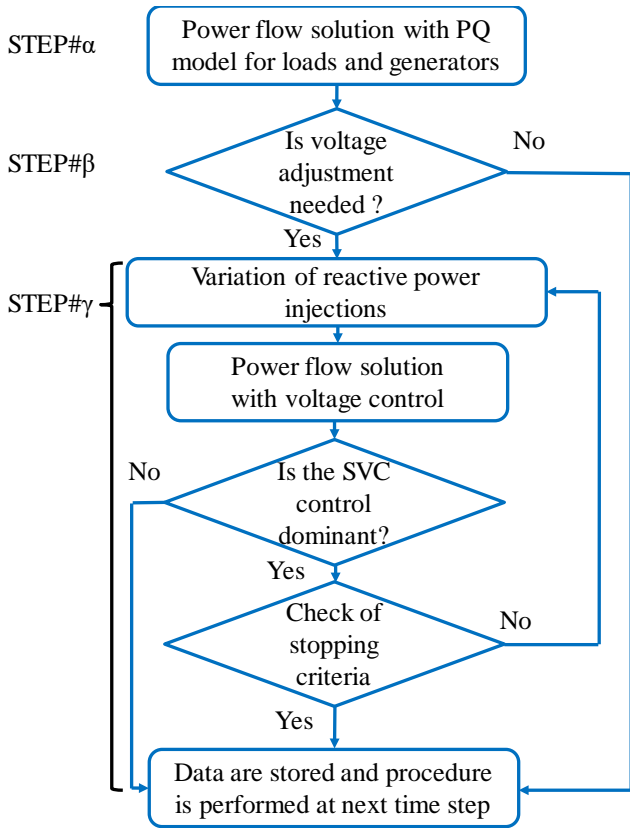 STEP#α
Power flow solution with PQ
model for loads and generators
STEP#β
Is voltage
adjustment
needed ?
No
Yes
STEP#γ
Variation of reactive power
injections
Power flow solution
with voltage control
No
Is the SVC
control
dominant?
Yes
Check of
stopping
criteria
No
Yes
Data are stored and procedure
is performed at next time step